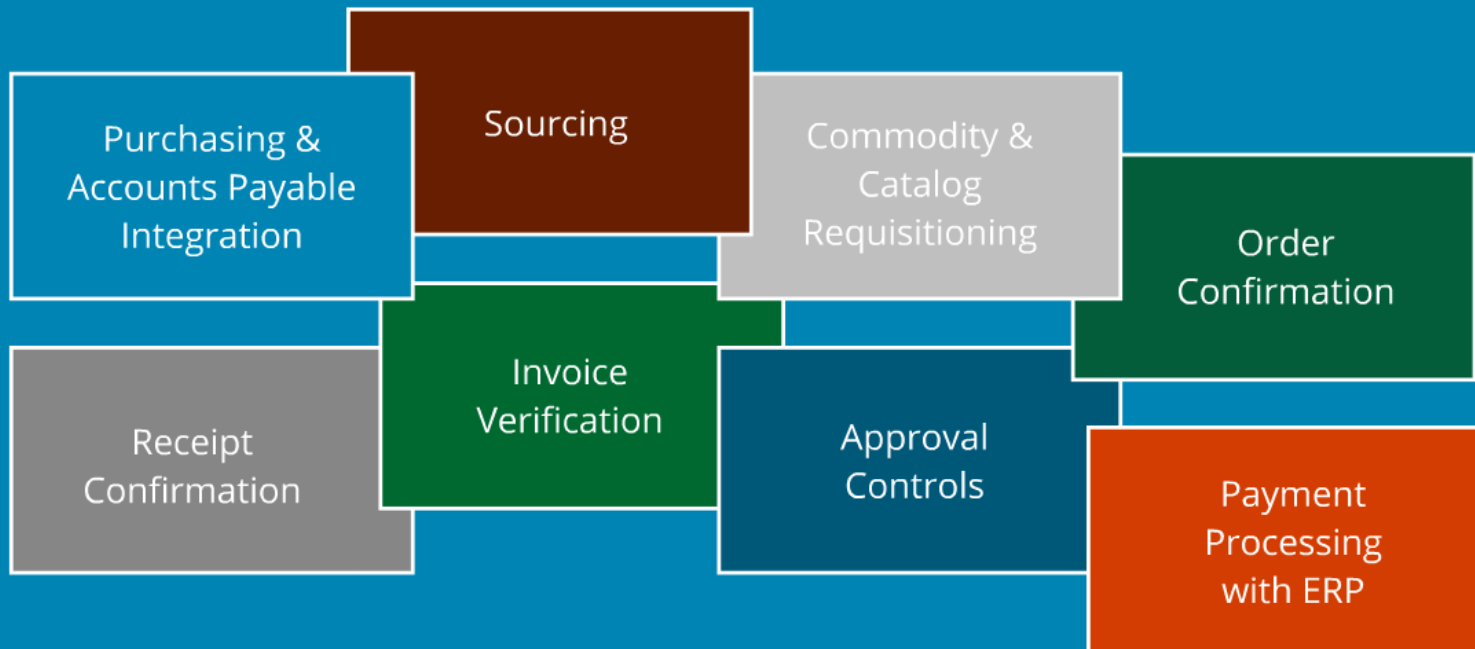 Purchasing &
Accounts Payable
Integration
Sourcing
Commodity &
Catalog
Requisitioning
Order
Confirmation
Receipt
Confirmation
Invoice
Verification
Approval
Controls
Payment
Processing
with ERP